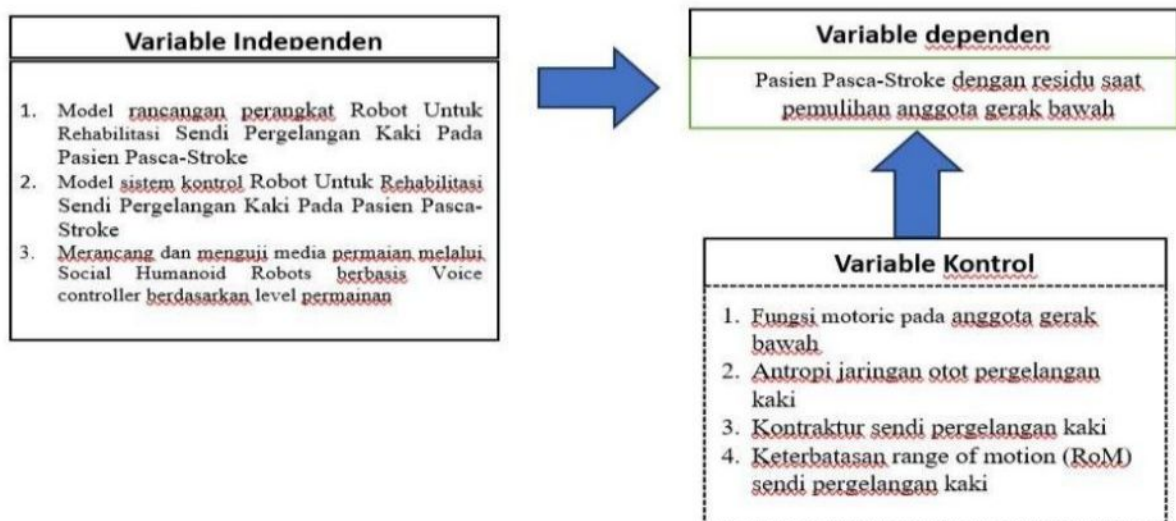 Variable Independen
1. Model rancangan perangkat Robot Untuk
Rehabilitasi Sendi Pergelangan Kaki Pada
Pasien Pasca-Stroke
2. Model sistem kontrol Robot Untuk Rehabilitasi
Sendi Pergelangan Kaki Pada Pasien Pasca-
Stroke
3. Merancang dan menguji media permaian melalui
Social Humanoid Robots berbasis Voice
controller berdasarkan level permainan
Variable dependen
Pasien Pasca-Stroke dengan residu saat
pemulihan anggota gerak bawah
Variable Kontrol
1. Fungsi motoric pada anggota gerak
bawah
2. Antropi jaringan otot pergelangan
kaki
3. Kontraktur sendi pergelangan kaki
4. Keterbatasan range of motion (RoM)
sendi pergelangan kaki